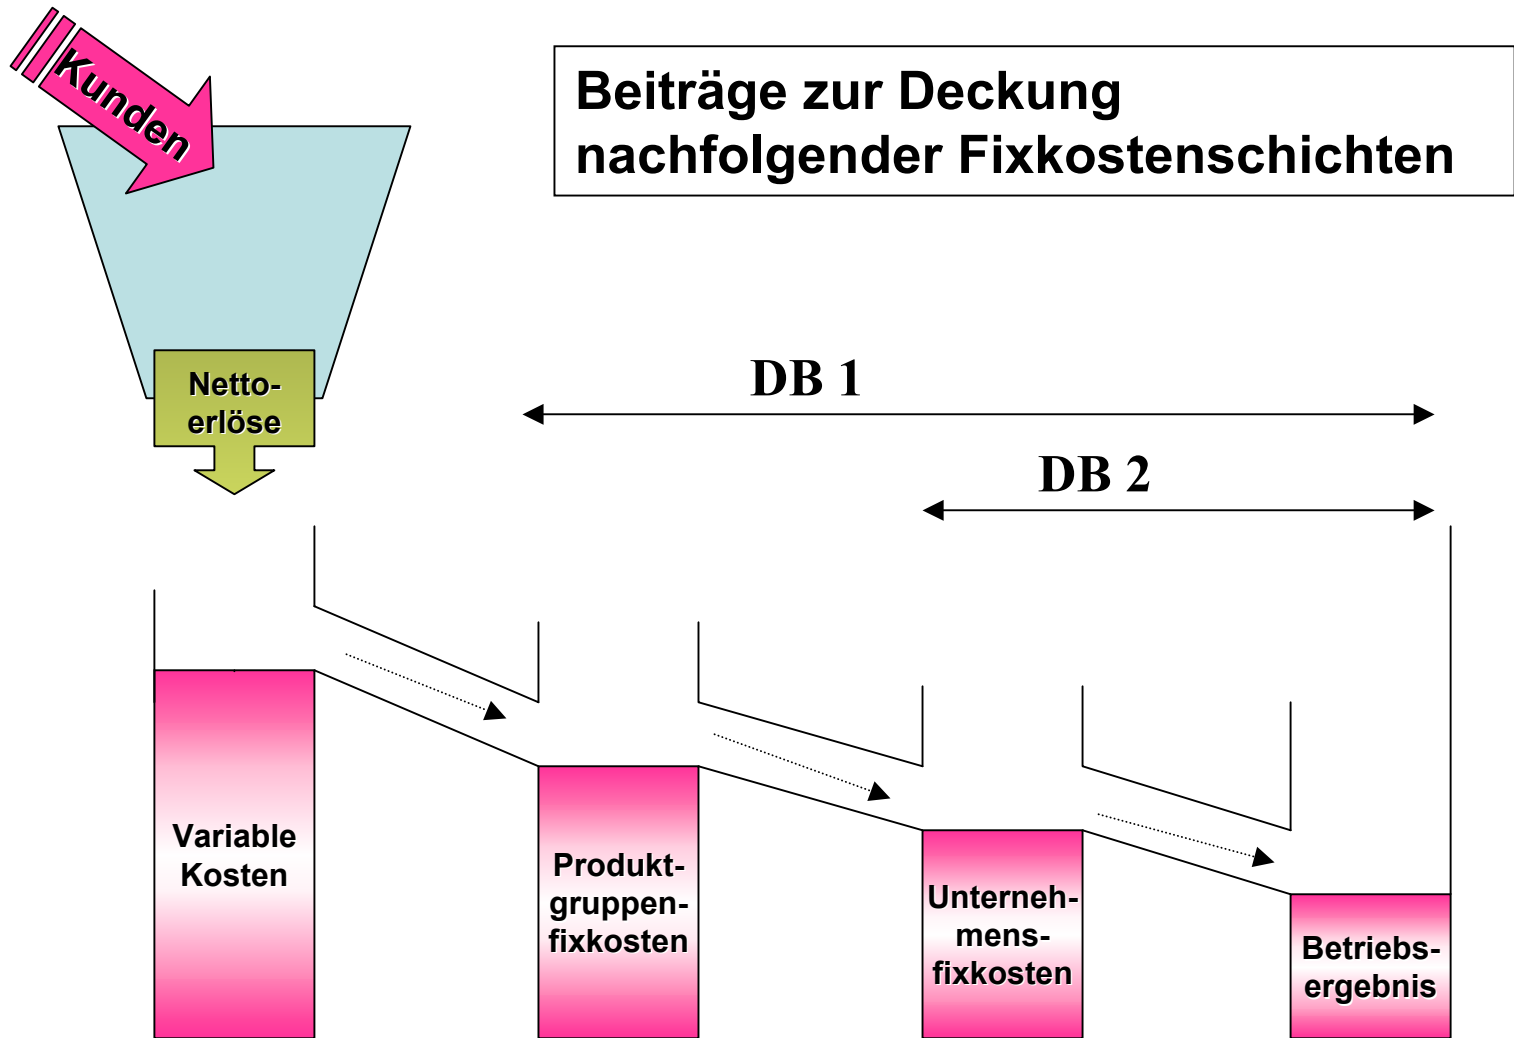 Kunden
Beiträge zur Deckung
nachfolgender Fixkostenschichten
Netto-
erlöse
DB 1
DB 2
Variable
Kosten
Produkt-
gruppen-
fixkosten
Unterneh-
mens-
fixkosten
Betriebs-
ergebnis